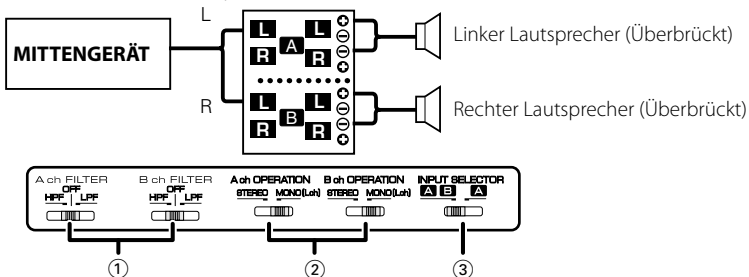 L
MITTENGERÄT
R
L L ⊕
A ⊖
R R ⊖
⊕
L L ⊕
B ⊖
R R ⊖
⊕
Linker Lautsprecher (Überbrückt)
Rechter Lautsprecher (Überbrückt)
A ch FILTER
OFF
HPF LPF
B ch FILTER
OFF
HPF LPF
A ch OPERATION
STEREO MONO(Lch)
B ch OPERATION
STEREO MONO(Lch)
INPUT SELECTOR
A B A
① ② ③